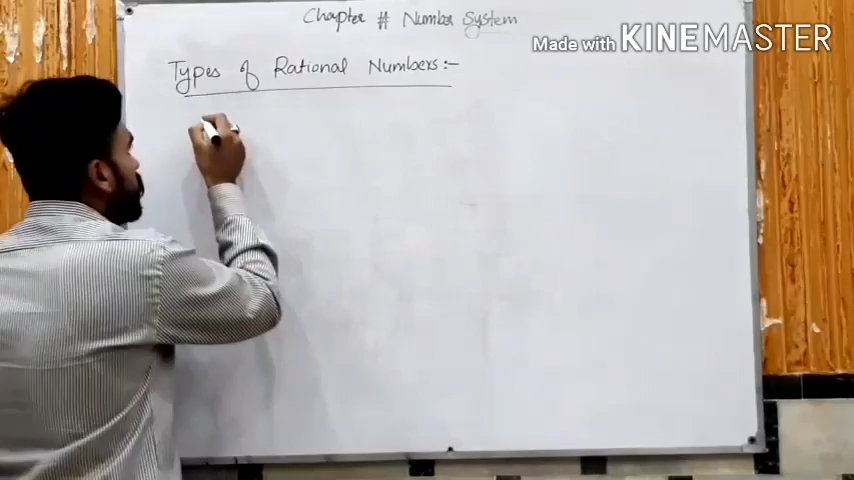 Chapter # Number System
Made with KINEMASTER
Types of Rational Numbers :-